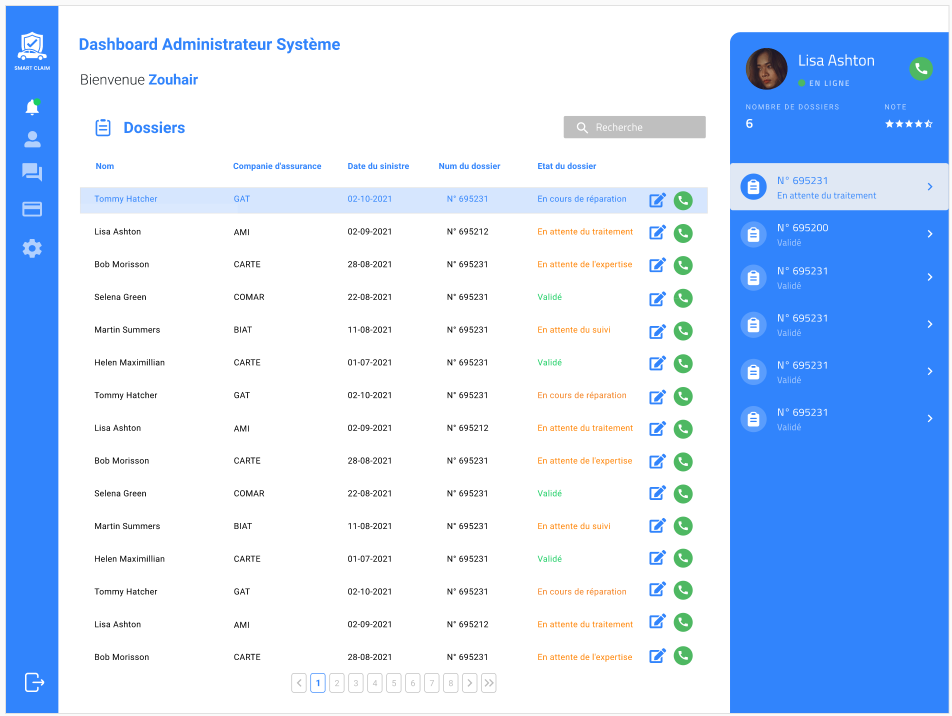 SMART CLAIM
Dashboard Administrateur Système
Bienvenue Zouhair
Dossiers
Recherche
Nom Companie d'assurance Date du sinistre Num du dossier Etat du dossier
Tommy Hatcher GAT 02-10-2021 N° 695231 En cours de réparation
Lisa Ashton AMI 02-09-2021 N° 695212 En attente du traitement
Bob Morisson CARTE 28-08-2021 N° 695231 En attente de l'expertise
Selena Green COMAR 22-08-2021 N° 695231 Validé
Martin Summers BIAT 11-08-2021 N° 695231 En attente du suivi
Helen Maximillian CARTE 01-07-2021 N° 695231 Validé
Tommy Hatcher GAT 02-10-2021 N° 695231 En cours de réparation
Lisa Ashton AMI 02-09-2021 N° 695212 En attente du traitement
Bob Morisson CARTE 28-08-2021 N° 695231 En attente de l'expertise
Selena Green COMAR 22-08-2021 N° 695231 Validé
Martin Summers BIAT 11-08-2021 N° 695231 En attente du suivi
Helen Maximillian CARTE 01-07-2021 N° 695231 Validé
Tommy Hatcher GAT 02-10-2021 N° 695231 En cours de réparation
Lisa Ashton AMI 02-09-2021 N° 695212 En attente du traitement
Bob Morisson CARTE 28-08-2021 N° 695231 En attente de l'expertise
1 2 3 4 5 6 7 8
Lisa Ashton
EN LIGNE
NOMBRE DE DOSSIERS NOTE
6
N° 695231
En attente du traitement
N° 695200
Validé
N° 695231
Validé
N° 695231
Validé
N° 695231
Validé
N° 695231
Validé